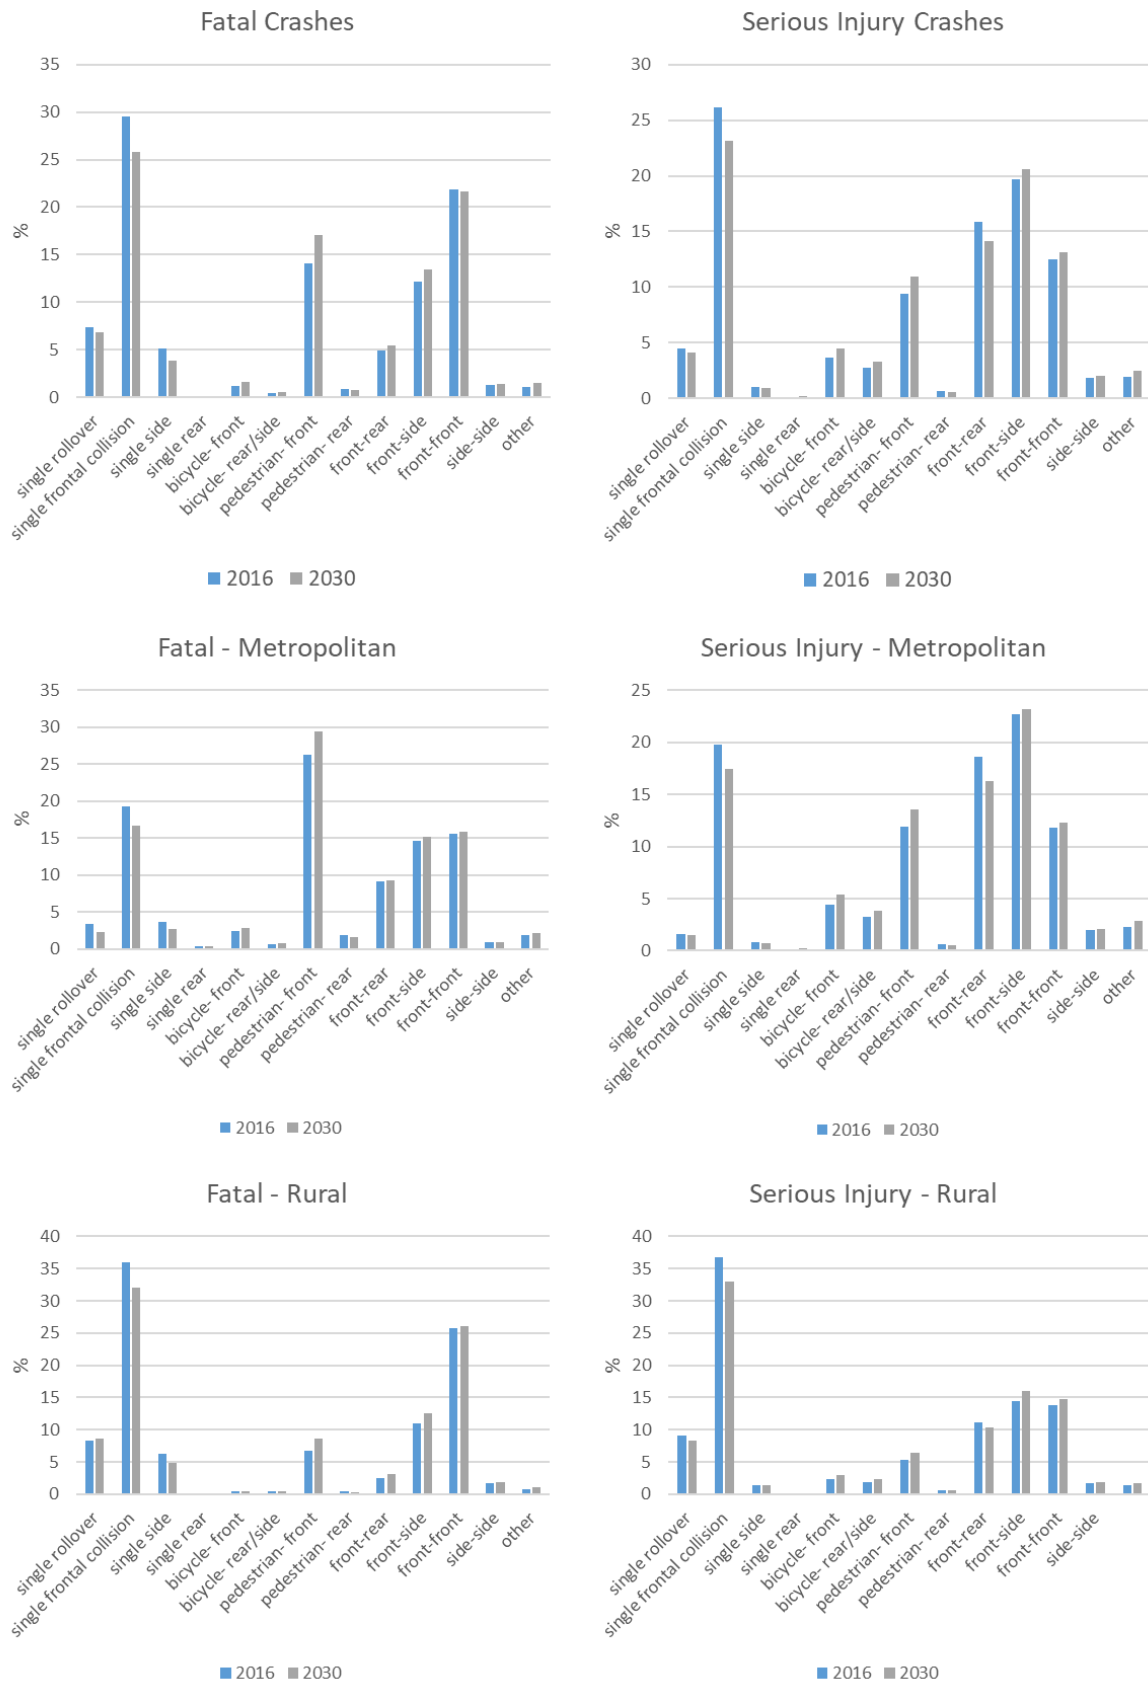 Fatal Crashes
%
35
30
25
20
15
10
5
0
single rollover
single frontal collision
single side
single rear
bicycle- front
bicycle- rear/side
pedestrian- front
pedestrian- rear
front-rear
front-side
front-front
side-side
other
2016 2030
Serious Injury Crashes
%
30
25
20
15
10
5
0
single rollover
single frontal collision
single side
single rear
bicycle- front
bicycle- rear/side
pedestrian- front
pedestrian- rear
front-rear
front-side
front-front
side-side
other
2016 2030
Fatal - Metropolitan
%
35
30
25
20
15
10
5
0
single rollover
single frontal collision
single side
single rear
bicycle- front
bicycle- rear/side
pedestrian- front
pedestrian- rear
front-rear
front-side
front-front
side-side
other
2016 2030
Serious Injury - Metropolitan
%
25
20
15
10
5
0
single rollover
single frontal collision
single side
single rear
bicycle- front
bicycle- rear/side
pedestrian- front
pedestrian- rear
front-rear
front-side
front-front
side-side
other
2016 2030
Fatal - Rural
%
40
35
30
25
20
15
10
5
0
single rollover
single frontal collision
single side
single rear
bicycle- front
bicycle- rear/side
pedestrian- front
pedestrian- rear
front-rear
front-side
front-front
side-side
other
2016 2030
Serious Injury - Rural
%
40
35
30
25
20
15
10
5
0
single rollover
single frontal collision
single side
single rear
bicycle- front
bicycle- rear/side
pedestrian- front
pedestrian- rear
front-rear
front-side
front-front
side-side
other
2016 2030